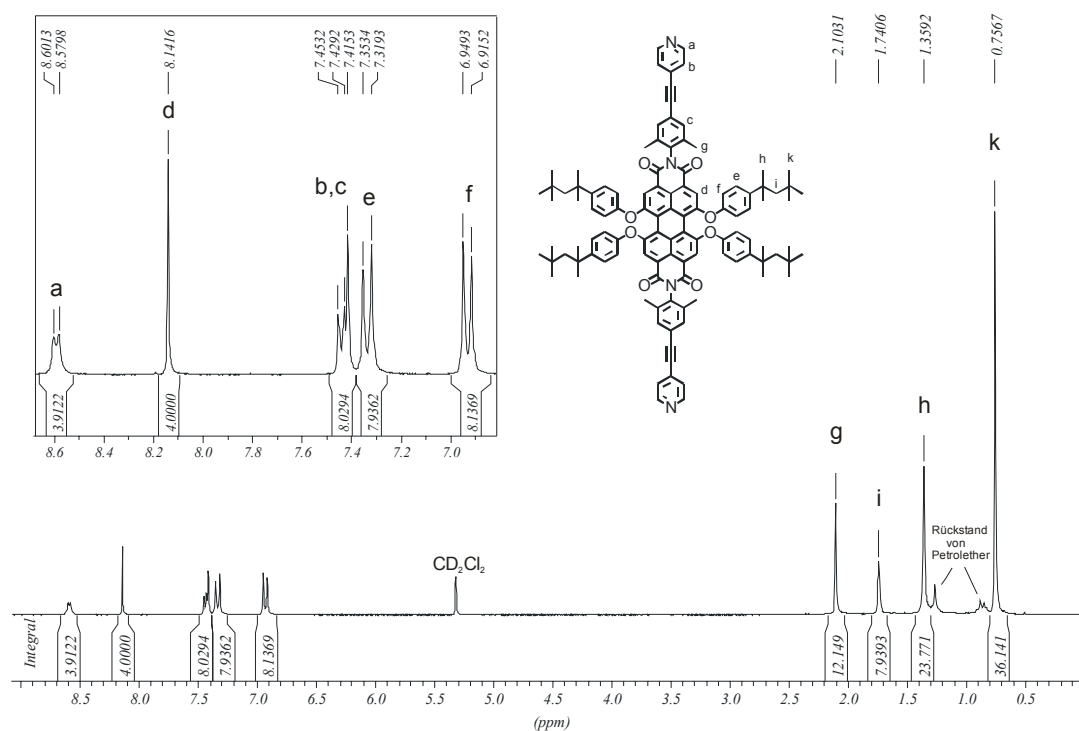 8.6013
8.5798
8.1416
7.4532
7.4292
7.4153
7.3534
7.3193
6.9493
6.9152
a
d
b,c
e
f
3.9122
4.0000
8.0294
7.9362
8.1369
8.6
8.4
8.2
8.0
7.8
7.6
7.4
7.2
7.0
N
a
b
c
g
N
O
O
h
k
e
i
f
d
O
O
O
O
O
O
N
N
2.1031
1.7406
1.3592
0.7567
g
i
h
k
Rückstand
von
Petrolether
CD2Cl2
Integral
3.9122
4.0000
8.0294
7.9362
8.1369
12.149
7.9393
23.771
36.141
8.5
8.0
7.5
7.0
6.5
6.0
5.5
5.0
4.5
4.0
3.5
3.0
2.5
2.0
1.5
1.0
0.5
(ppm)